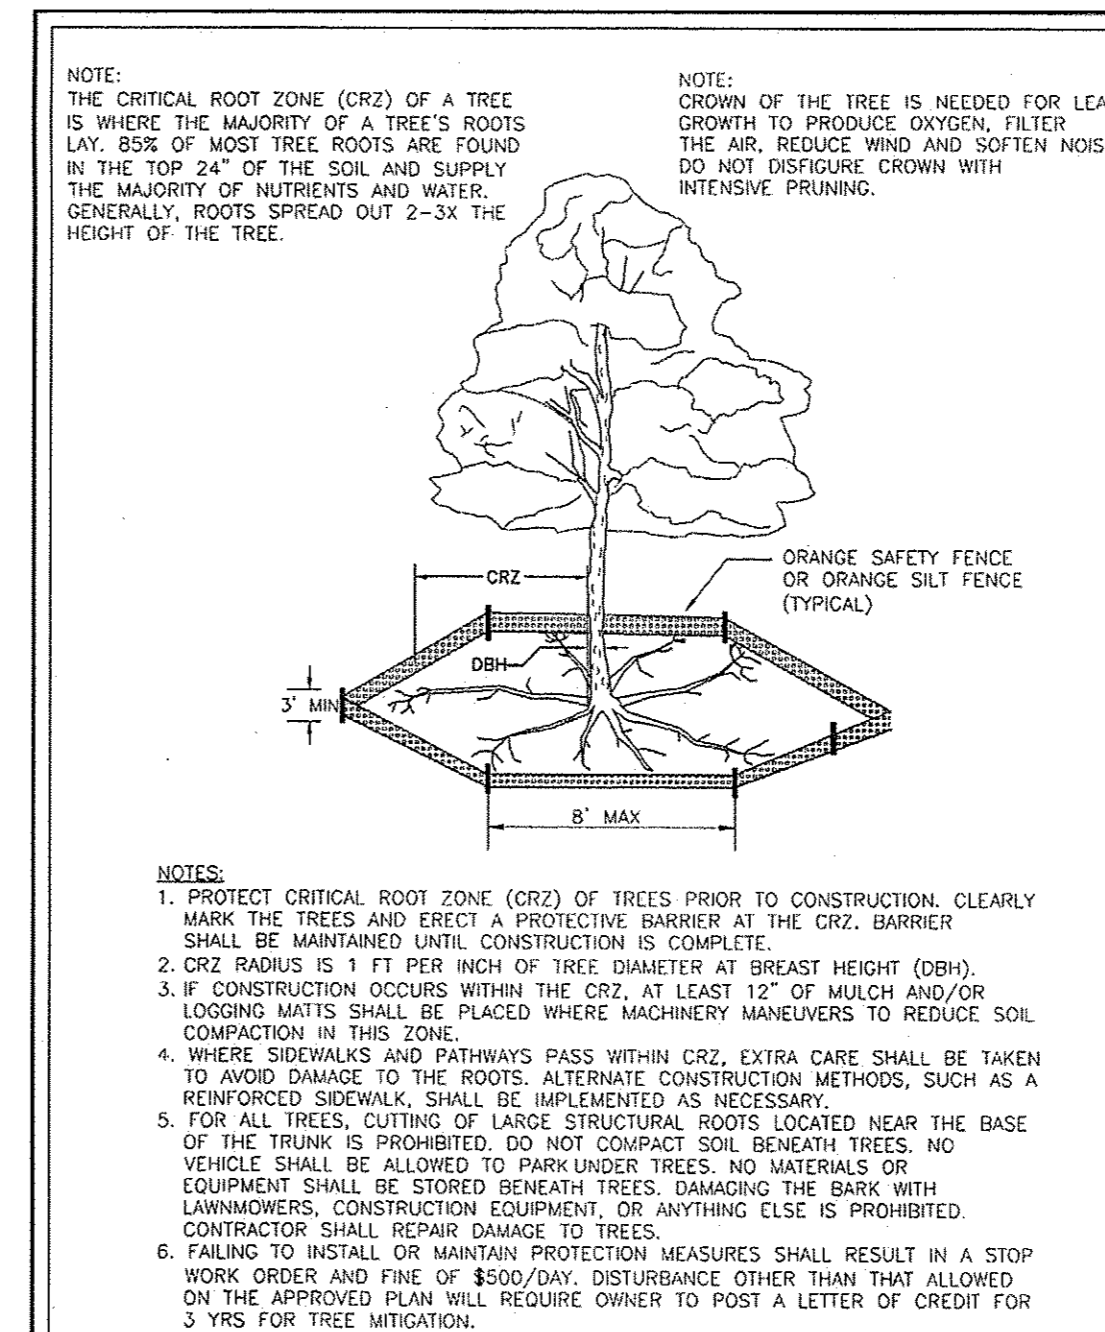 NOTE:
THE CRITICAL ROOT ZONE (CRZ) OF A TREE
IS WHERE THE MAJORITY OF A TREE'S ROOTS
LAY. 85% OF MOST TREE ROOTS ARE FOUND
IN THE TOP 24" OF THE SOIL AND SUPPLY
THE MAJORITY OF NUTRIENTS AND WATER.
GENERALLY, ROOTS SPREAD OUT 2-3X THE
HEIGHT OF THE TREE.
NOTE:
CROWN OF THE TREE IS NEEDED FOR LEA
GROWTH TO PRODUCE OXYGEN, FILTER
THE AIR, REDUCE WIND AND SOFTEN NOIS
DO NOT DISFIGURE CROWN WITH
INTENSIVE PRUNING.
ORANGE SAFETY FENCE
OR ORANGE SILT FENCE
(TYPICAL)
CRZ
DBH
3' MIN
8' MAX
NOTES:
1. PROTECT CRITICAL ROOT ZONE (CRZ) OF TREES PRIOR TO CONSTRUCTION. CLEARLY
MARK THE TREES AND ERECT A PROTECTIVE BARRIER AT THE CRZ. BARRIER
SHALL BE MAINTAINED UNTIL CONSTRUCTION IS COMPLETE.
2. CRZ RADIUS IS 1 FT PER INCH OF TREE DIAMETER AT BREAST HEIGHT (DBH).
3. IF CONSTRUCTION OCCURS WITHIN THE CRZ, AT LEAST 12" OF MULCH AND/OR
LOGGING MATTS SHALL BE PLACED WHERE MACHINERY MANEUVERS TO REDUCE SOIL
COMPACTION IN THIS ZONE.
4. WHERE SIDEWALKS AND PATHWAYS PASS WITHIN CRZ, EXTRA CARE SHALL BE TAKEN
TO AVOID DAMAGE TO THE ROOTS. ALTERNATE CONSTRUCTION METHODS, SUCH AS A
REINFORCED SIDEWALK, SHALL BE IMPLEMENTED AS NECESSARY.
5. FOR ALL TREES, CUTTING OF LARGE STRUCTURAL ROOTS LOCATED NEAR THE BASE
OF THE TRUNK IS PROHIBITED. DO NOT COMPACT SOIL BENEATH TREES. NO
VEHICLE SHALL BE ALLOWED TO PARK UNDER TREES. NO MATERIALS OR
EQUIPMENT SHALL BE STORED BENEATH TREES. DAMAGING THE BARK WITH
LAWNMOWERS, CONSTRUCTION EQUIPMENT, OR ANYTHING ELSE IS PROHIBITED.
CONTRACTOR SHALL REPAIR DAMAGE TO TREES.
6. FAILING TO INSTALL OR MAINTAIN PROTECTION MEASURES SHALL RESULT IN A STOP
WORK ORDER AND FINE OF $500/DAY. DISTURBANCE OTHER THAN THAT ALLOWED
ON THE APPROVED PLAN WILL REQUIRE OWNER TO POST A LETTER OF CREDIT FOR
3 YRS FOR TREE MITIGATION.